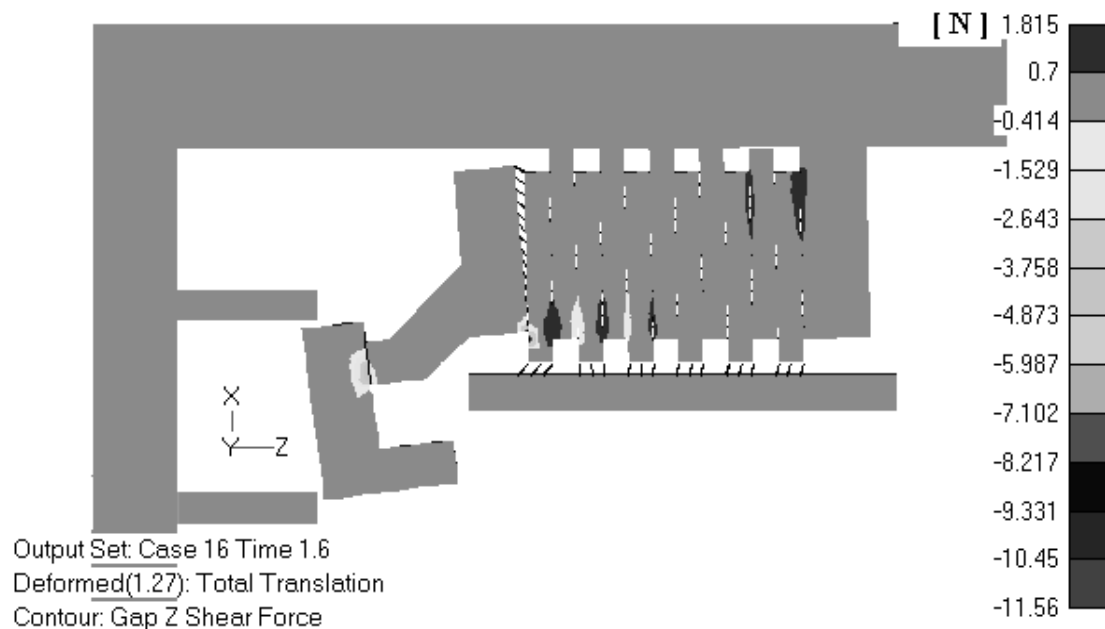 [ N ] 1.815
0.7
-0.414
-1.529
-2.643
-3.758
-4.873
-5.987
-7.102
-8.217
-9.331
-10.45
-11.56
X
Y Z
Output Set: Case 16 Time 1.6
Deformed(1.27): Total Translation
Contour: Gap Z Shear Force